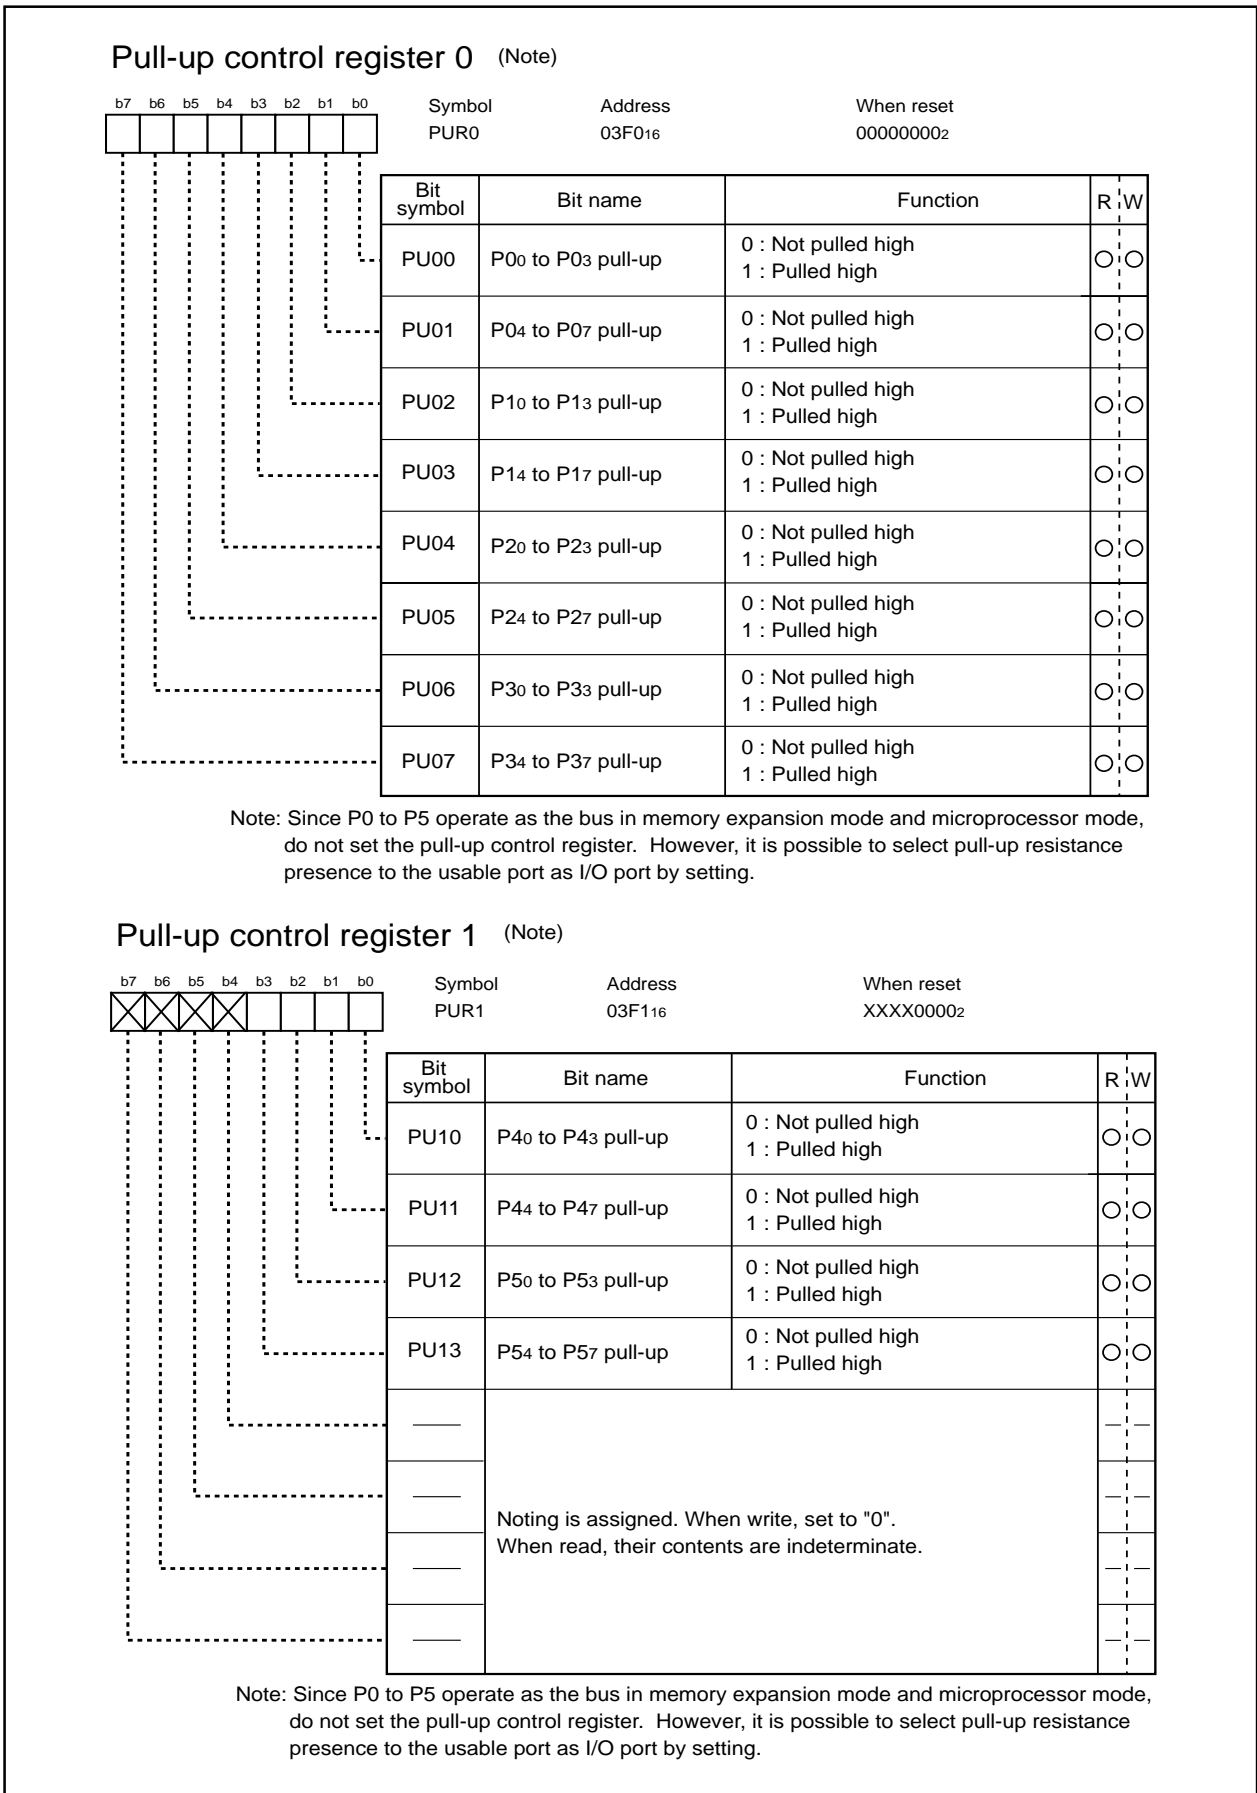 Pull-up control register 0 (Note)
b7 b6 b5 b4 b3 b2 b1 b0
Symbol Address When reset
PUR0 03F016 000000002
Bit symbol Bit name Function R W
PU00 P00 to P03 pull-up 0 : Not pulled high
1 : Pulled high
PU01 P04 to P07 pull-up 0 : Not pulled high
1 : Pulled high
PU02 P10 to P13 pull-up 0 : Not pulled high
1 : Pulled high
PU03 P14 to P17 pull-up 0 : Not pulled high
1 : Pulled high
PU04 P20 to P23 pull-up 0 : Not pulled high
1 : Pulled high
PU05 P24 to P27 pull-up 0 : Not pulled high
1 : Pulled high
PU06 P30 to P33 pull-up 0 : Not pulled high
1 : Pulled high
PU07 P34 to P37 pull-up 0 : Not pulled high
1 : Pulled high
Note: Since P0 to P5 operate as the bus in memory expansion mode and microprocessor mode,
do not set the pull-up control register. However, it is possible to select pull-up resistance
presence to the usable port as I/O port by setting.
Pull-up control register 1 (Note)
b7 b6 b5 b4 b3 b2 b1 b0
Symbol Address When reset
PUR1 03F116 XXXX00002
Bit symbol Bit name Function R W
PU10 P40 to P43 pull-up 0 : Not pulled high
1 : Pulled high
PU11 P44 to P47 pull-up 0 : Not pulled high
1 : Pulled high
PU12 P50 to P53 pull-up 0 : Not pulled high
1 : Pulled high
PU13 P54 to P57 pull-up 0 : Not pulled high
1 : Pulled high
Noting is assigned. When write, set to "0".
When read, their contents are indeterminate.
Note: Since P0 to P5 operate as the bus in memory expansion mode and microprocessor mode,
do not set the pull-up control register. However, it is possible to select pull-up resistance
presence to the usable port as I/O port by setting.